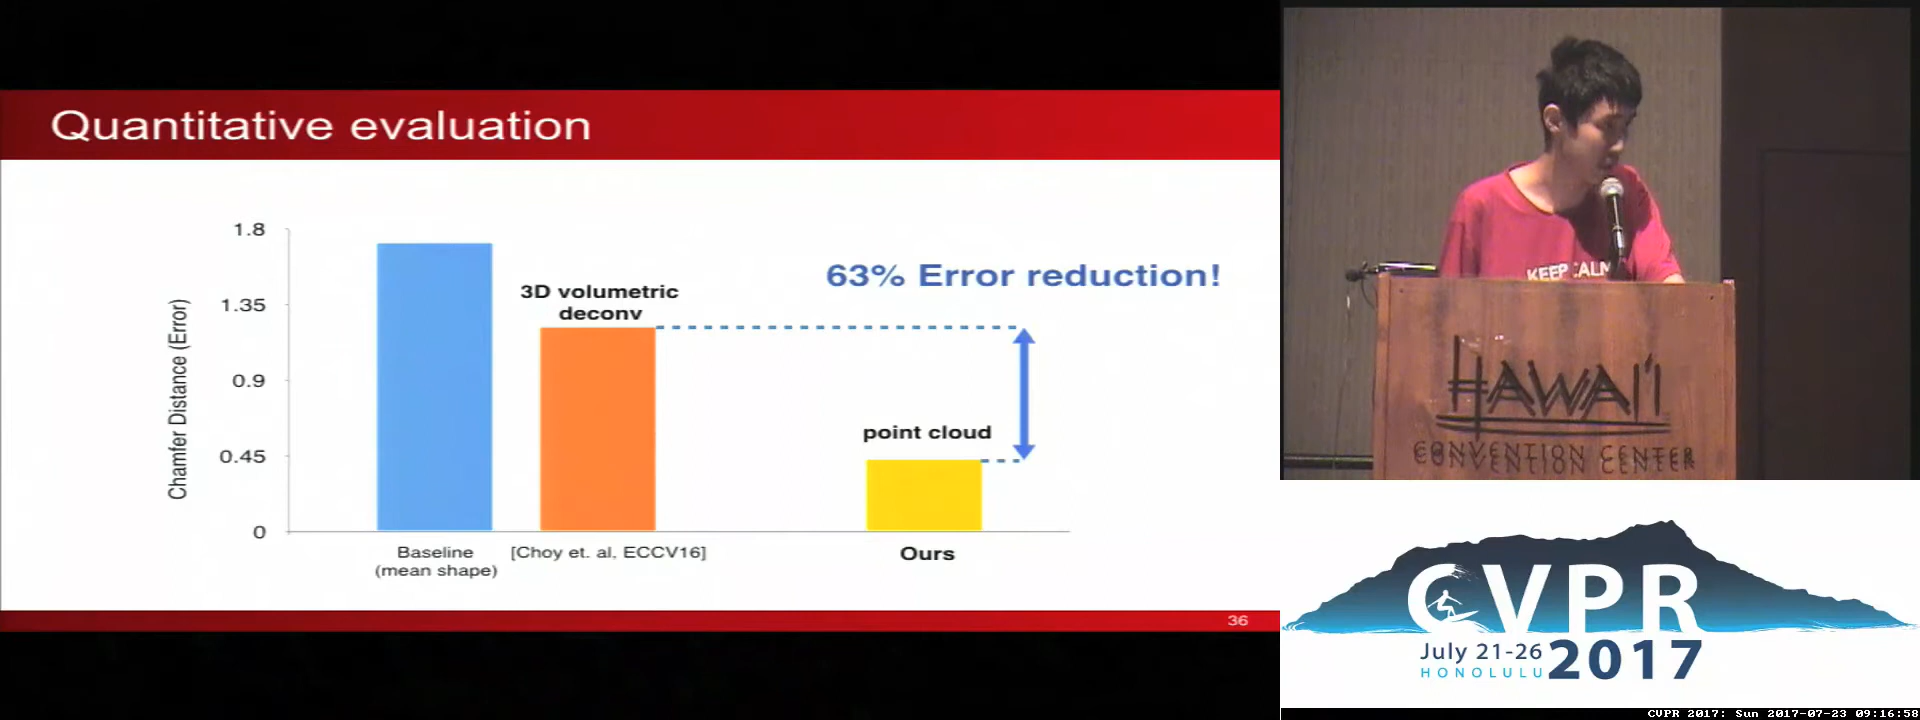 Quantitative evaluation
1.8
1.35
0.9
0.45
0
Chamfer Distance (Error)
3D volumetric
deconv
63% Error reduction!
point cloud
Baseline
(mean shape)
[Choy et. al, ECCV16]
Ours
36
KEEP CALM
HAWAI'I
CONVENTION CENTER
CVPR
July 21-26
HONOLULU
2017
CVPR 2017: Sun 2017-07-23 09:16:58